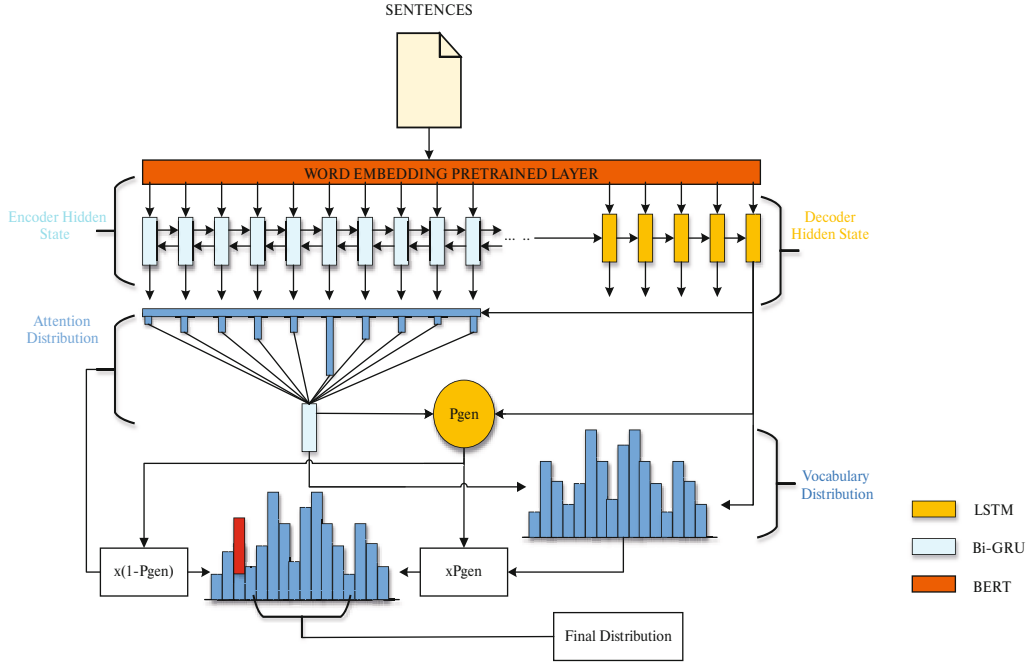 SENTENCES
WORD EMBEDDING PRETRAINED LAYER
Encoder Hidden
State
... ..
Decoder
Hidden State
Attention
Distribution
Pgen
Vocabulary
Distribution
LSTM
Bi-GRU
BERT
x(1-Pgen)
xPgen
Final Distribution